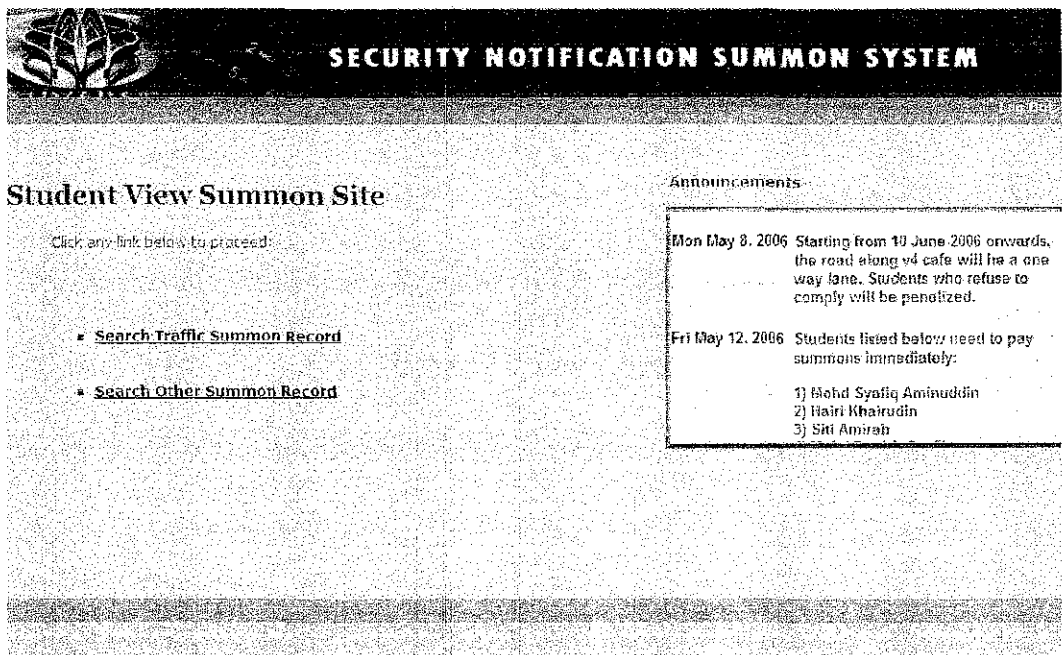 SECURITY NOTIFICATION SUMMON SYSTEM
Student View Summon Site
Click any link below to proceed:
Search Traffic Summon Record
Search Other Summon Record
Announcements
Mon May 8, 2006 Starting from 10 June 2006 onwards,
the road along v4 cafe will be a one
way lane. Students who refuse to
comply will be penalized.
Fri May 12, 2006 Students listed below need to pay
summons immediately:
1) Mohd Syafiq Aminuddin
2) Hairi Khairudin
3) Siti Amirah